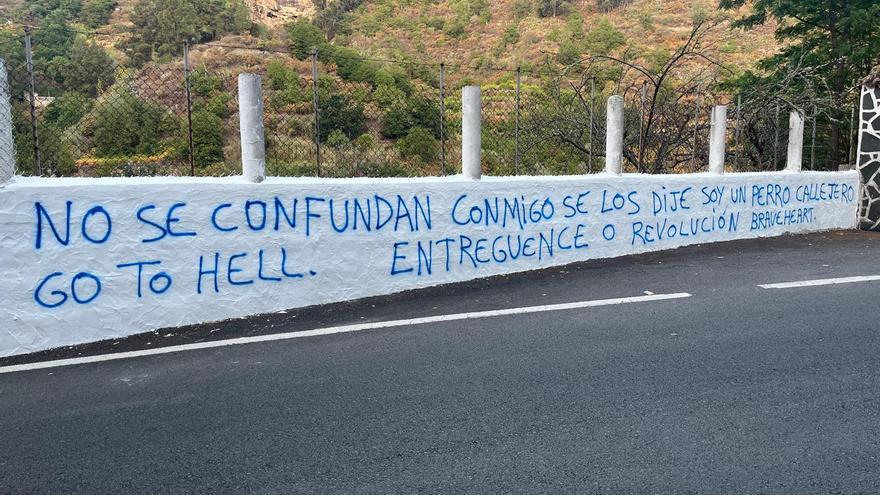 NO SE CONFUNDAN CONMIGO SE LOS DIJE SOY UN PERRO CALLEJERO
GO TO HELL. ENTREGUENCE O REVOLUCIÓN BRAVEHEART.